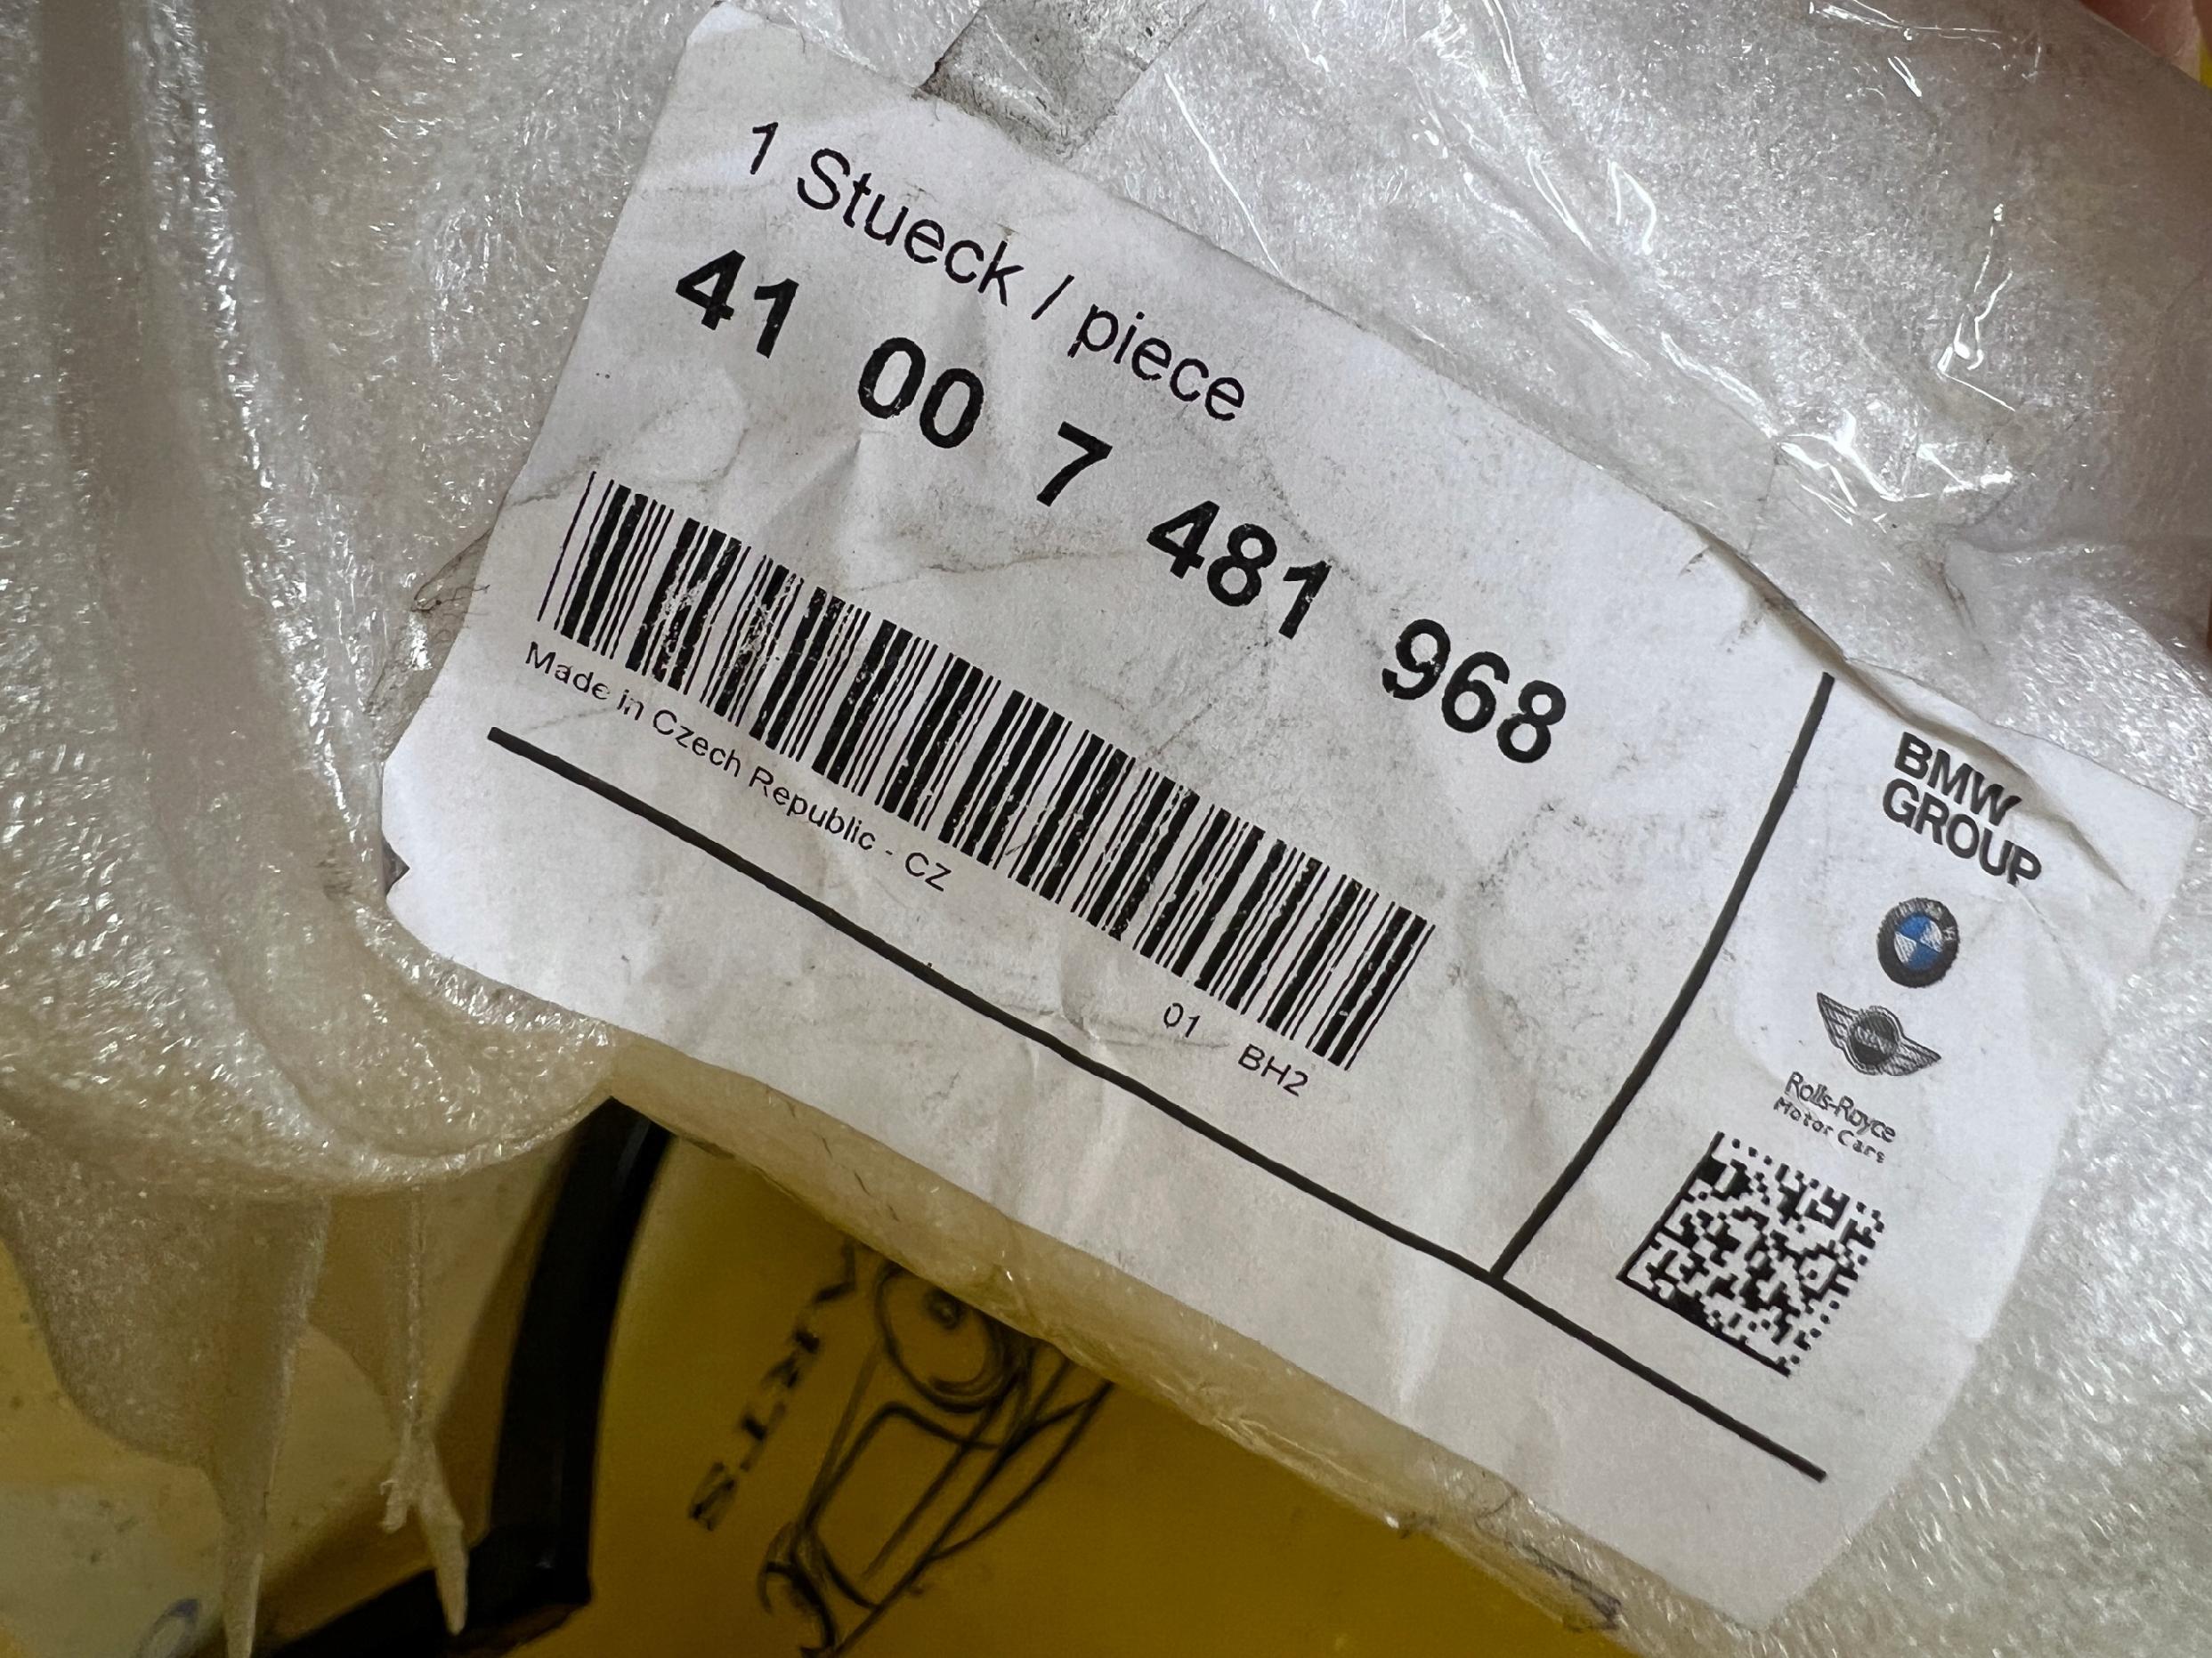 1 Stueck / piece
41 00 7 481 968
Made in Czech Republic - CZ
01 BH2
BMW
GROUP
Rolls-Royce
Motor Cars